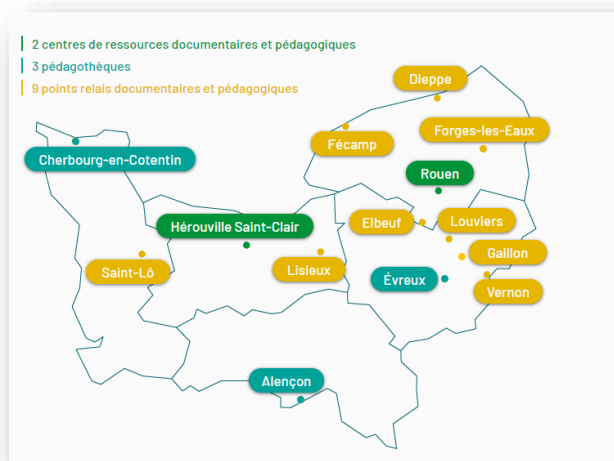 2 centres de ressources documentaires et pédagogiques
3 pédagothèques
9 points relais documentaires et pédagogiques
Dieppe
Forges-les-Eaux
Fécamp
Cherbourg-en-Cotentin
Rouen
Elbeuf
Louviers
Hérouville Saint-Clair
Gaillon
Saint-Lô
Lisieux
Évreux
Vernon
Alençon